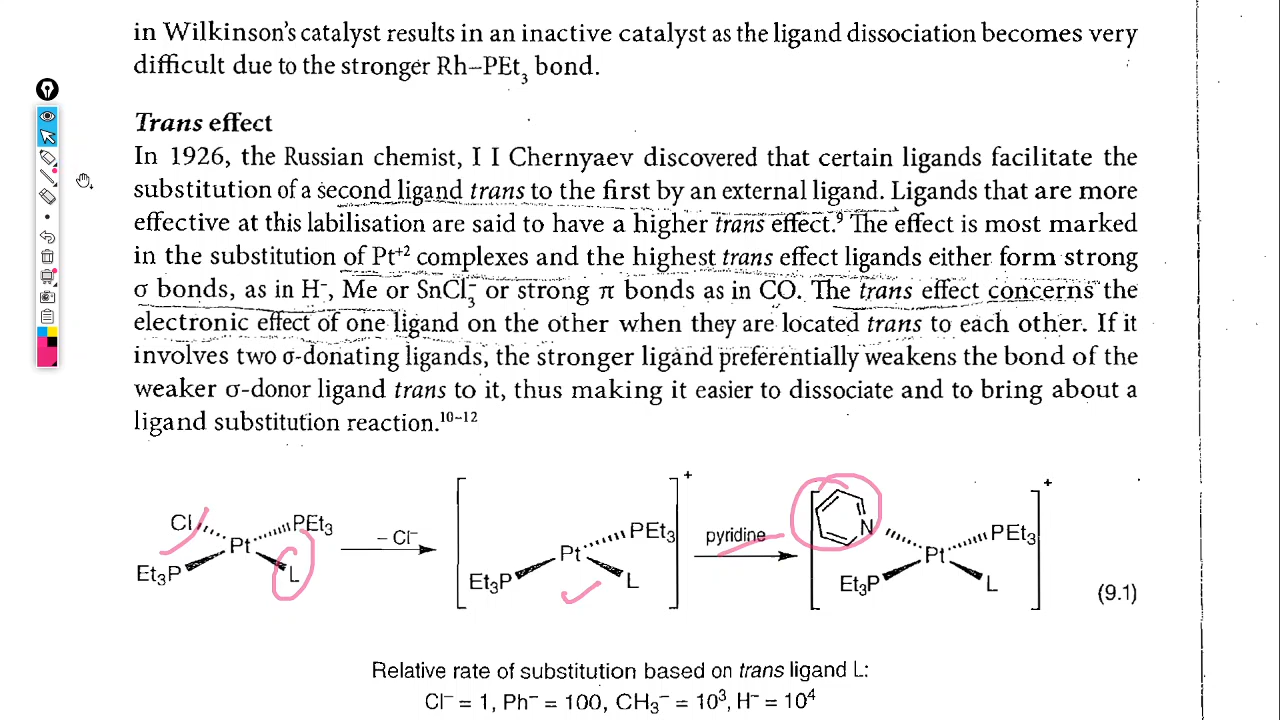 in Wilkinson's catalyst results in an inactive catalyst as the ligand dissociation becomes very
difficult due to the stronger Rh–PEt₃ bond.
Trans effect
In 1926, the Russian chemist, I I Chernyaev discovered that certain ligands facilitate the
substitution of a second ligand trans to the first by an external ligand. Ligands that are more
effective at this labilisation are said to have a higher trans effect.⁹ The effect is most marked
in the substitution of Pt⁺² complexes and the highest trans effect ligands either form strong
σ bonds, as in H⁻, Me or SnCl₃⁻ or strong π bonds as in CO. The trans effect concerns the
electronic effect of one ligand on the other when they are located trans to each other. If it
involves two σ-donating ligands, the stronger ligand preferentially weakens the bond of the
weaker σ-donor ligand trans to it, thus making it easier to dissociate and to bring about a
ligand substitution reaction.¹⁰⁻¹²
Cl PEt₃ Pt Et₃P L
– Cl⁻
PEt₃ Pt Et₃P L +
pyridine
N PEt₃ Pt Et₃P L +
(9.1)
Relative rate of substitution based on trans ligand L:
Cl⁻ = 1, Ph⁻ = 100, CH₃⁻ = 10³, H⁻ = 10⁴